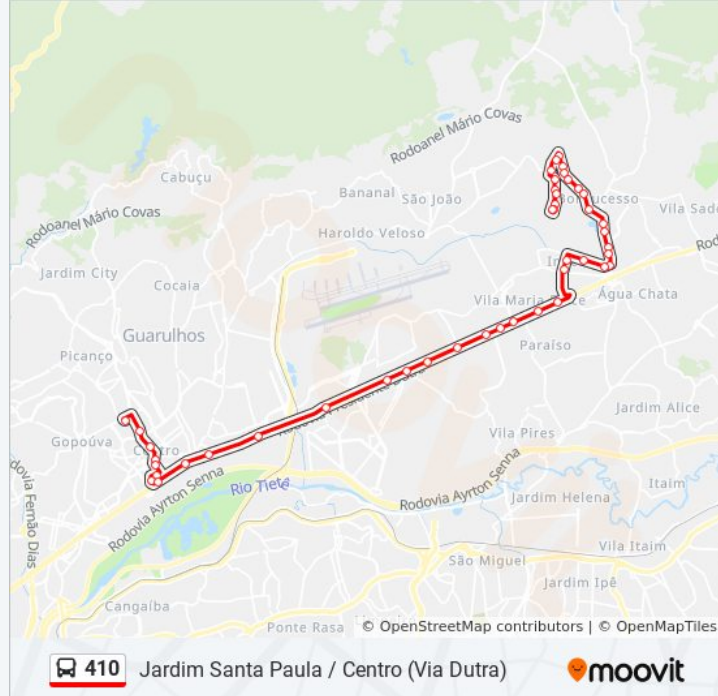 Rodoanel Mário Covas
Cabuçu
Bananal
São João
Bonsucesso
Vila Sad
Rodoanel Mário Covas
Haroldo Veloso
Jardim City
Cocaia
Vila Maria
Água Chata
Guarulhos
Picanço
Paraíso
Jardim Alice
Gopoúva
Centro
Vila Pires
Rodovia Ayrton Senna
Rio Tietê
Rodovia Ayrton Senna
Itaim
Jardim Helena
Rodovia Fernão Dias
Vila Itaim
São Miguel
Jardim Ipê
Cangaíba
Ponte Rasa
© OpenStreetMap contributors | © OpenMapTiles
410 Jardim Santa Paula / Centro (Via Dutra)
moovit